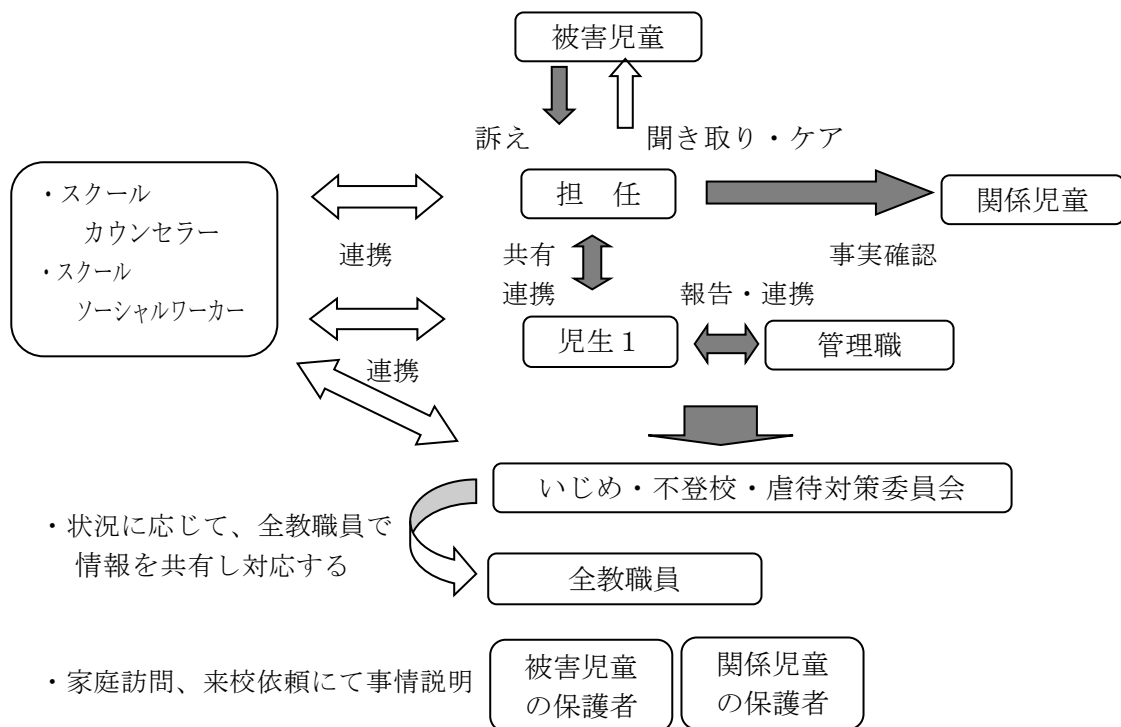 被害児童
訴え
聞き取り・ケア
・スクール
カウンセラー
・スクール
ソーシャルワーカー
連携
担　任
関係児童
共有
連携
事実確認
報告・連携
連携
児生１
管理職
いじめ・不登校・虐待対策委員会
・状況に応じて、全教職員で
情報を共有し対応する
全教職員
・家庭訪問、来校依頼にて事情説明
被害児童
の保護者
関係児童
の保護者